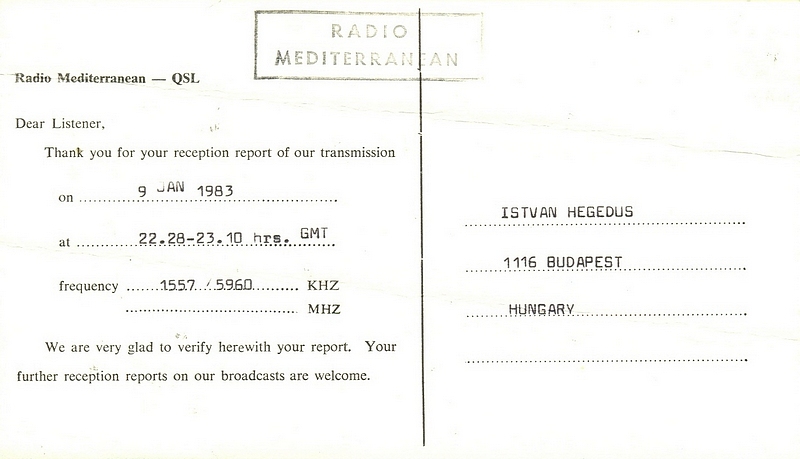 RADIO
MEDITERRANEAN
Radio Mediterranean — QSL
Dear Listener,
Thank you for your reception report of our transmission
on 9 JAN 1983
at 22.28-23.10 hrs. GMT
frequency 1557 /5960 KHZ
MHZ
We are very glad to verify herewith your report. Your
further reception reports on our broadcasts are welcome.
ISTVAN HEGEDUS
1116 BUDAPEST
HUNGARY